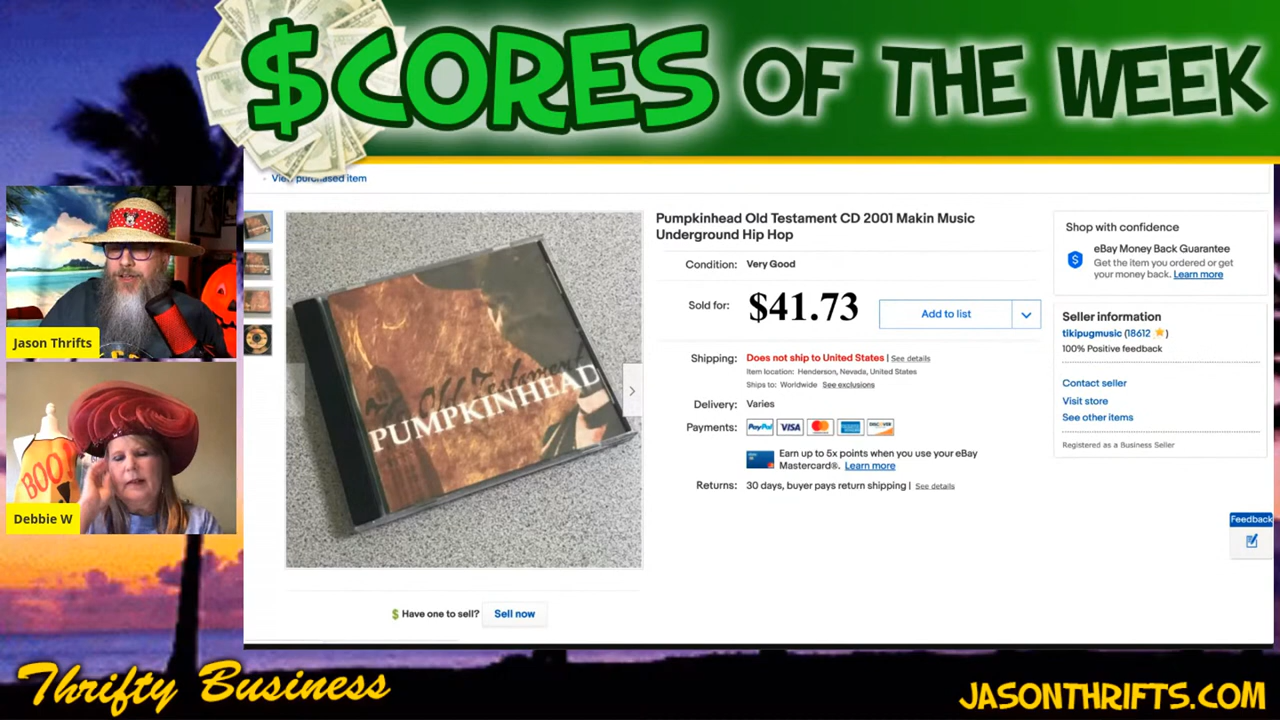 $CORES OF THE WEEK
View purchased item
Pumpkinhead Old Testament CD 2001 Makin Music
Underground Hip Hop
Condition: Very Good
Sold for: $41.73
Add to list
Shipping: Does not ship to United States | See details
Item location: Henderson, Nevada, United States
Ships to: Worldwide See exclusions
Delivery: Varies
Payments: PayPal VISA MasterCard AMERICAN EXPRESS DISCOVER
Earn up to 5x points when you use your eBay
Mastercard®. Learn more
Returns: 30 days, buyer pays return shipping | See details
Shop with confidence
eBay Money Back Guarantee
Get the item you ordered or get
your money back. Learn more
Seller information
tikipugmusic (18612 )
100% Positive feedback
Contact seller
Visit store
See other items
Registered as a Business Seller
Feedback
PUMPKINHEAD
$ Have one to sell? Sell now
Jason Thrifts
BOO!
Debbie W
Thrifty Business
JASONTHRIFTS.COM